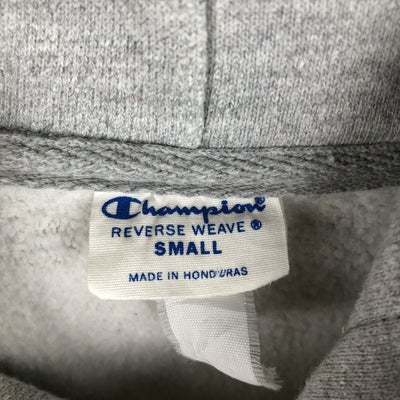 Champion
REVERSE WEAVE ®
SMALL
MADE IN HONDURAS